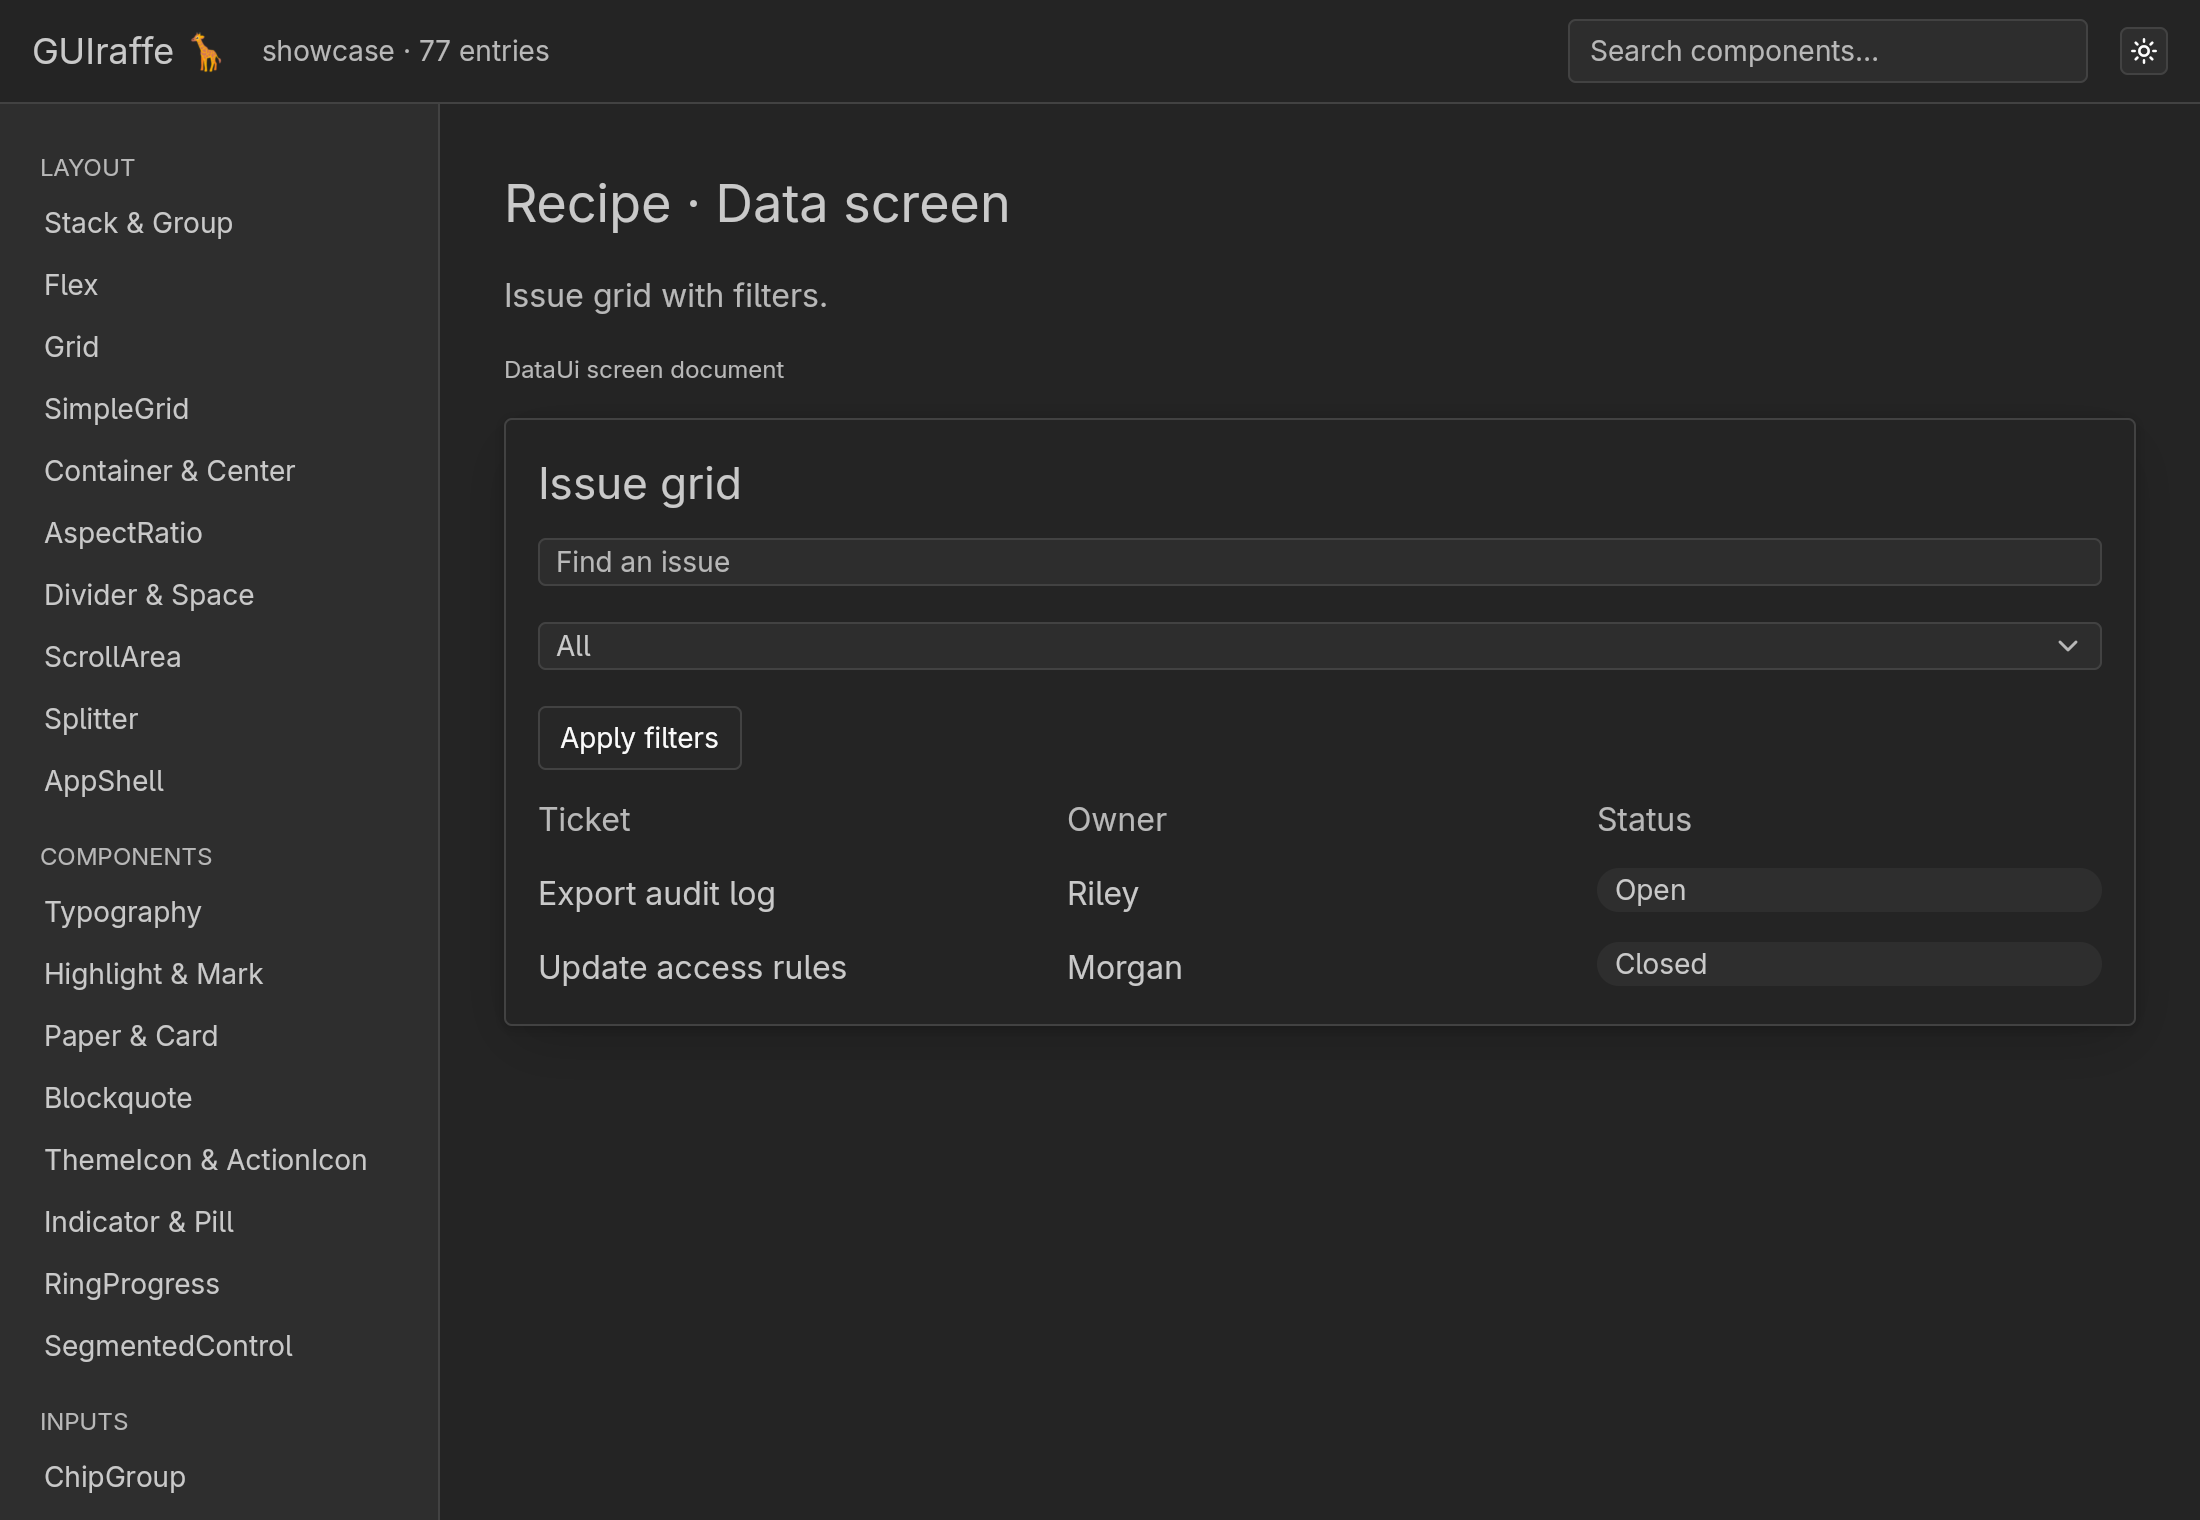 GUIraffe 🦒 showcase · 77 entries
Search components...
LAYOUT
Stack & Group
Flex
Grid
SimpleGrid
Container & Center
AspectRatio
Divider & Space
ScrollArea
Splitter
AppShell
COMPONENTS
Typography
Highlight & Mark
Paper & Card
Blockquote
ThemeIcon & ActionIcon
Indicator & Pill
RingProgress
SegmentedControl
INPUTS
ChipGroup
Recipe · Data screen
Issue grid with filters.
DataUi screen document
Issue grid
Find an issue
All
Apply filters
Ticket Owner Status
Export audit log Riley Open
Update access rules Morgan Closed